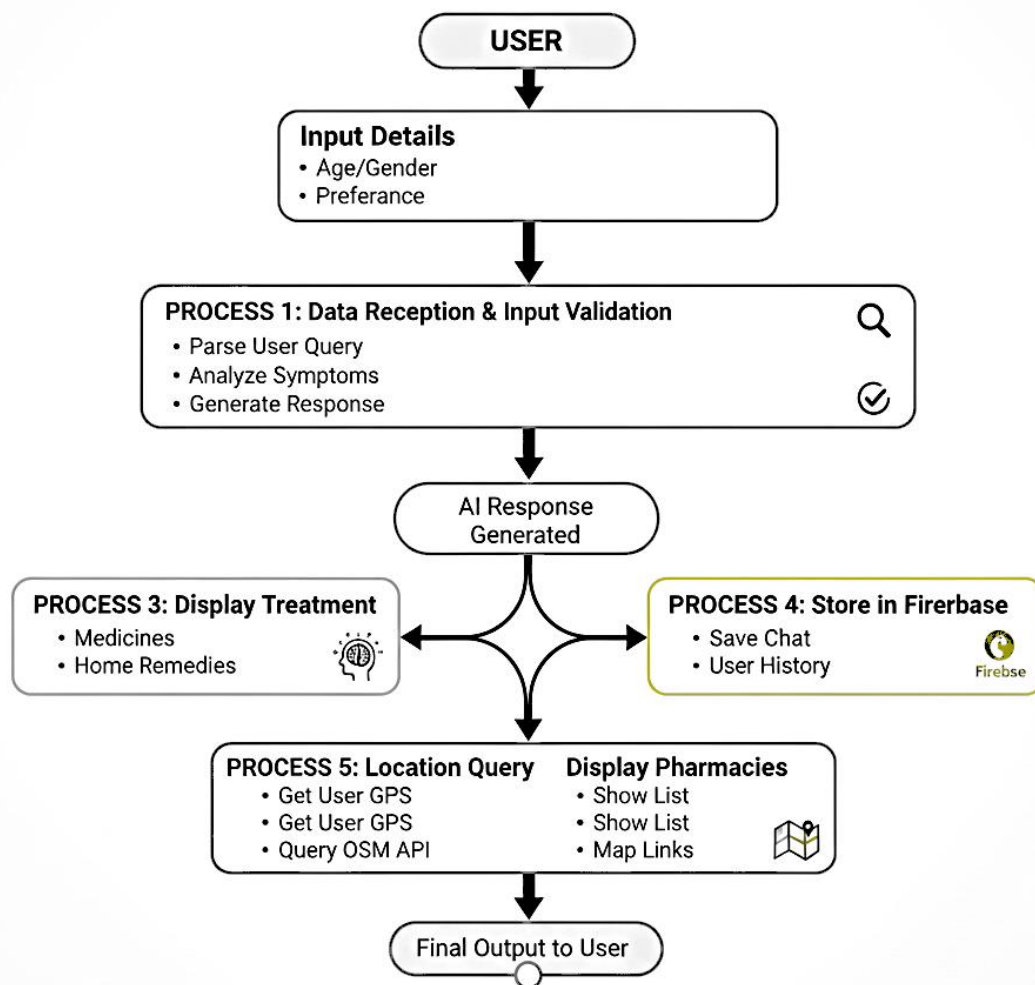 USER
Input Details
• Age/Gender
• Preferance
PROCESS 1: Data Reception & Input Validation
• Parse User Query
• Analyze Symptoms
• Generate Response
AI Response
Generated
PROCESS 3: Display Treatment
• Medicines
• Home Remedies
PROCESS 4: Store in Firerbase
• Save Chat
• User History
Firebse
PROCESS 5: Location Query
• Get User GPS
• Get User GPS
• Query OSM API
Display Pharmacies
• Show List
• Show List
• Map Links
Final Output to User